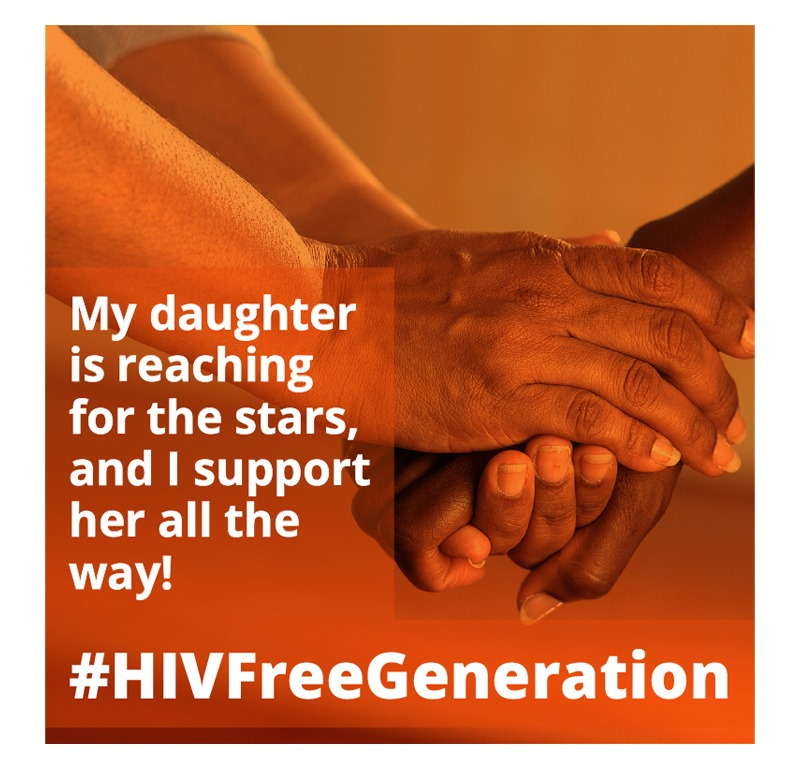 My daughter
is reaching
for the stars,
and I support
her all the
way!
#HIVFreeGeneration